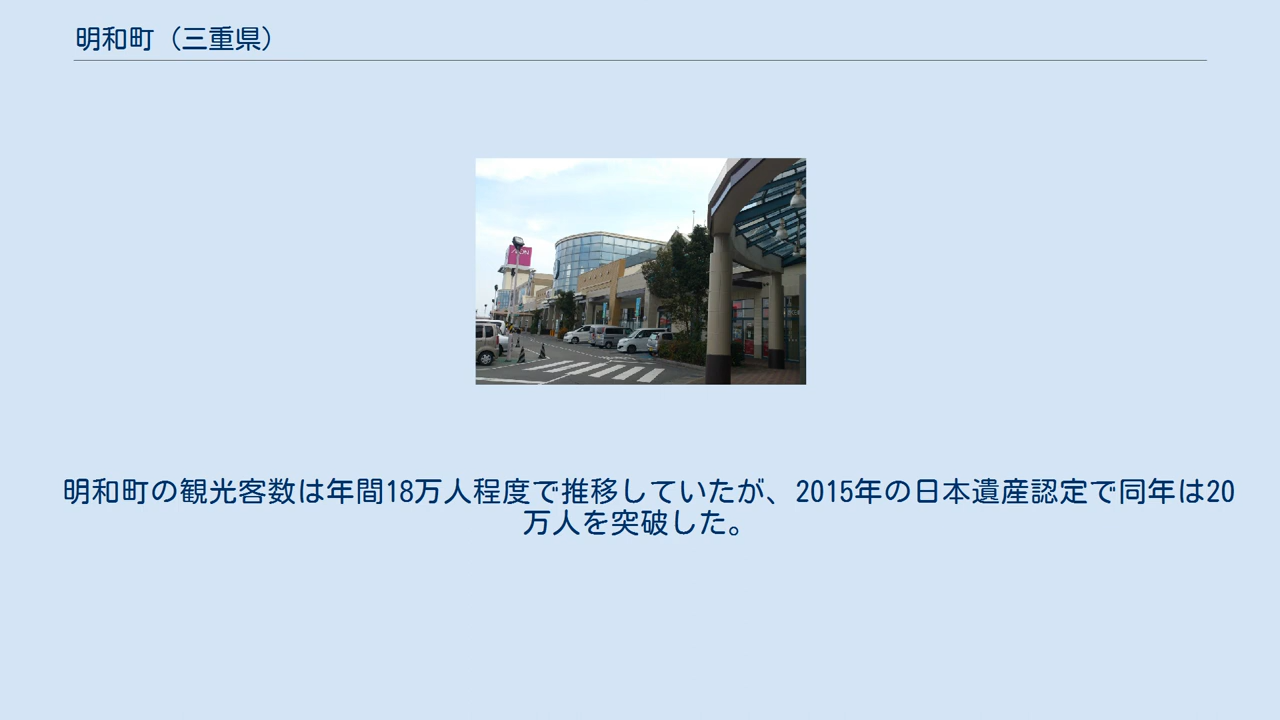 明和町（三重県）
AEON
明和町の観光客数は年間18万人程度で推移していたが、2015年の日本遺産認定で同年は20
万人を突破した。